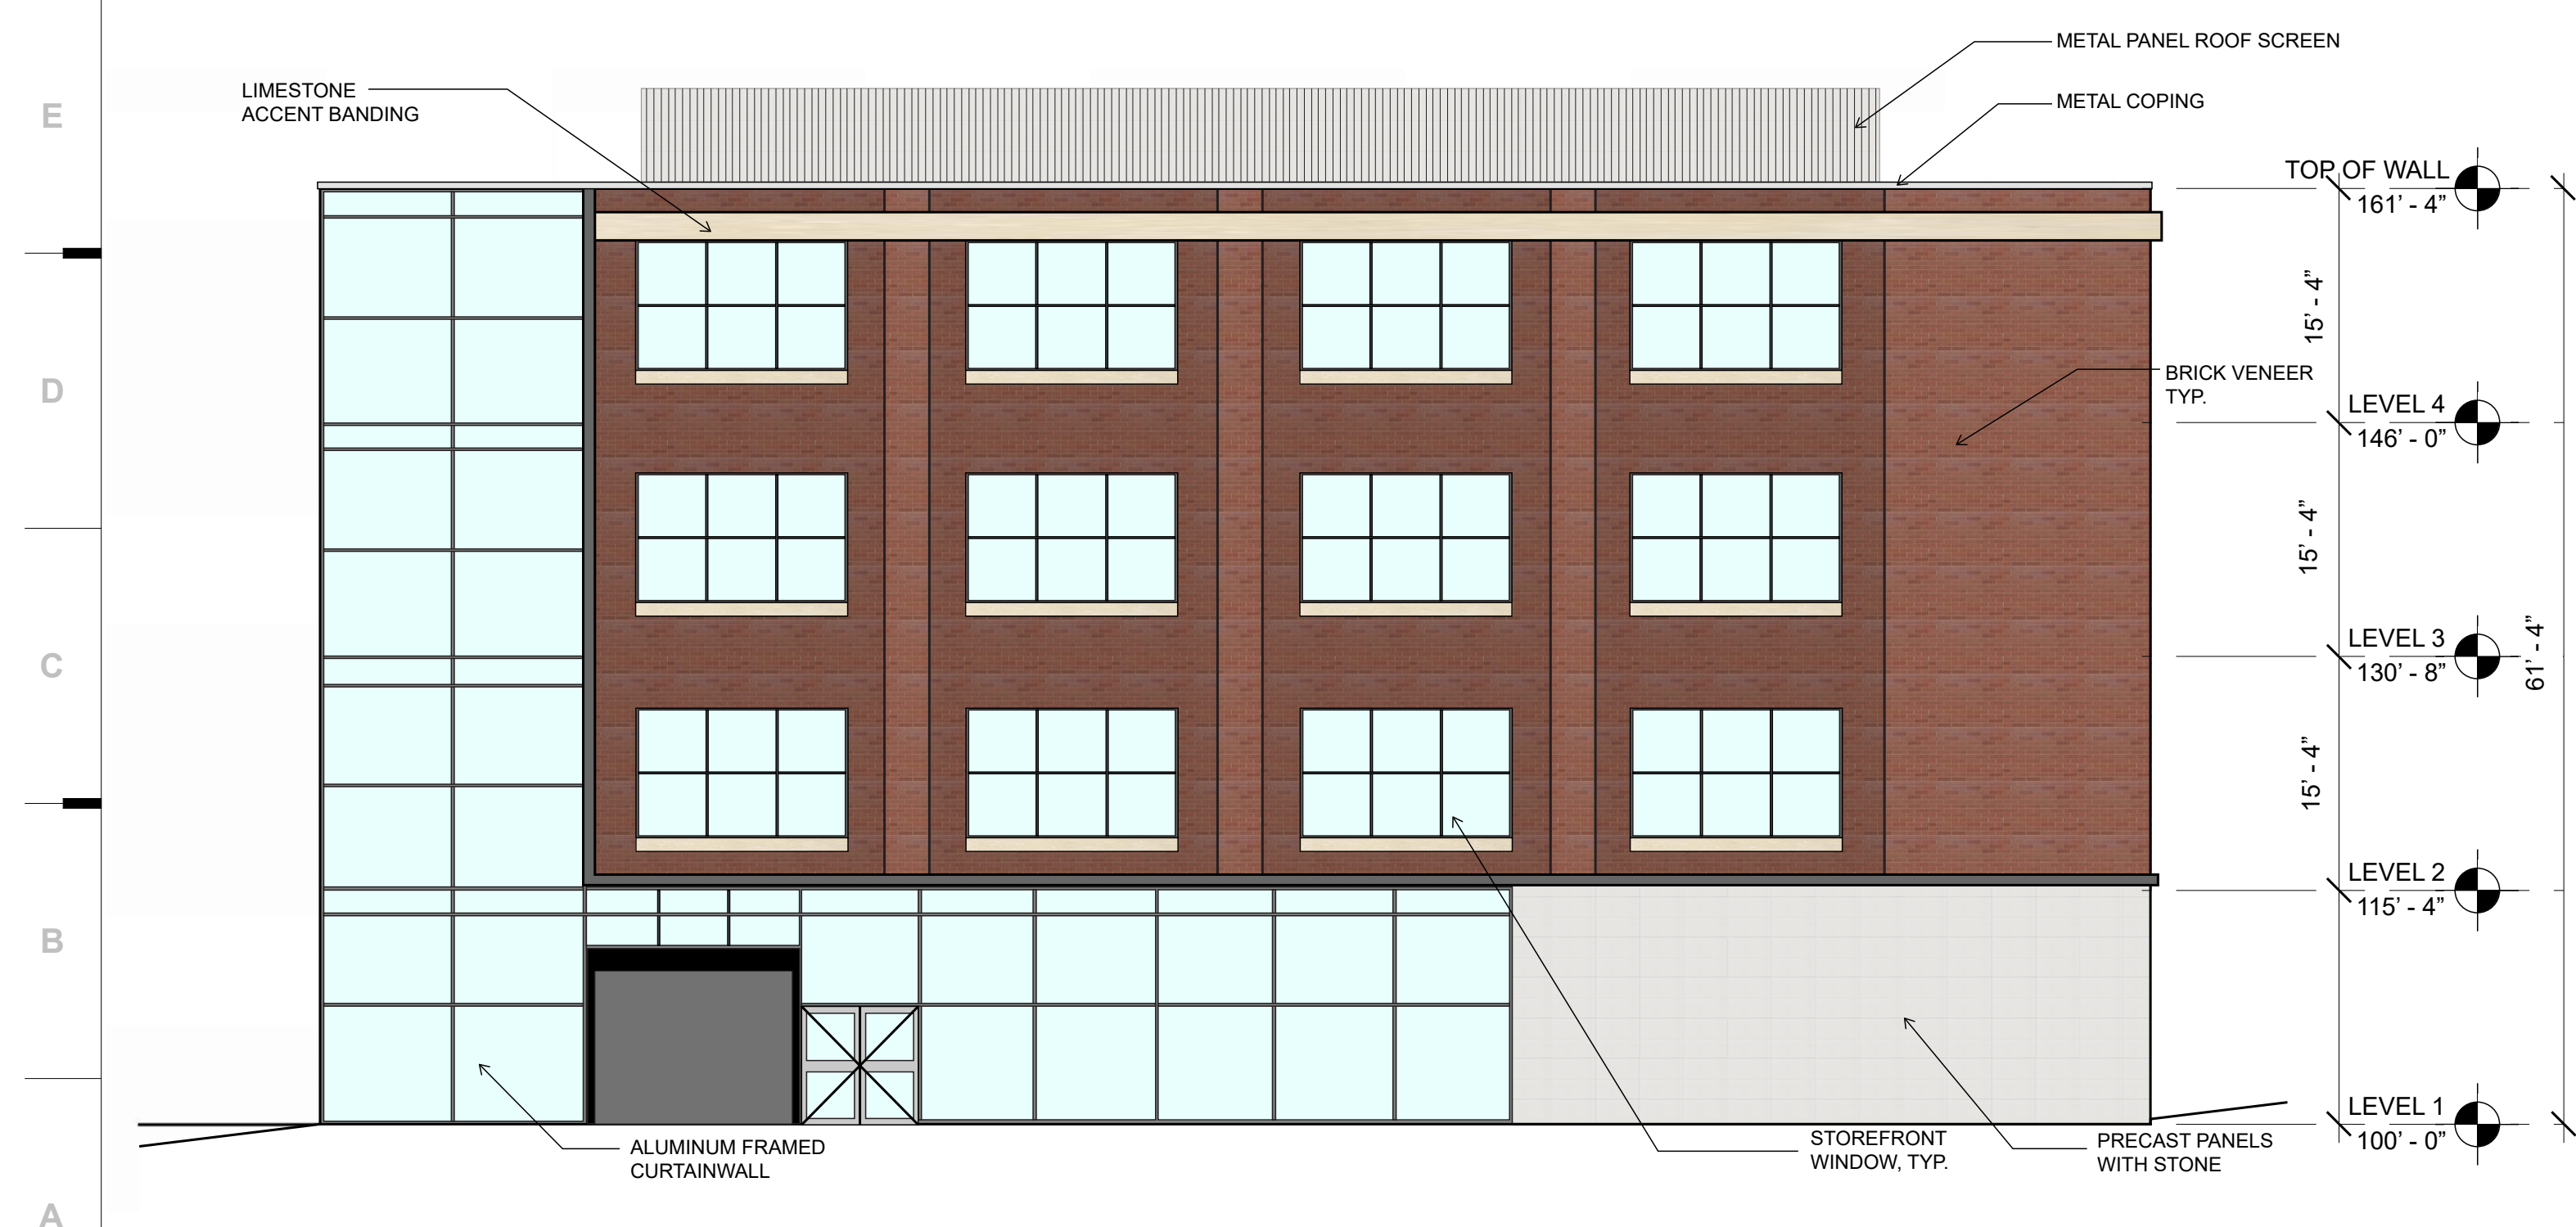 E
D
C
B
A
LIMESTONE
ACCENT BANDING
METAL PANEL ROOF SCREEN
METAL COPING
TOP OF WALL
161’ - 4”
15’ - 4”
BRICK VENEER
TYP.
LEVEL 4
146’ - 0”
15’ - 4”
LEVEL 3
130’ - 8”
61’ - 4”
15’ - 4”
LEVEL 2
115’ - 4”
LEVEL 1
100’ - 0”
ALUMINUM FRAMED
CURTAINWALL
STOREFRONT
WINDOW, TYP.
PRECAST PANELS
WITH STONE